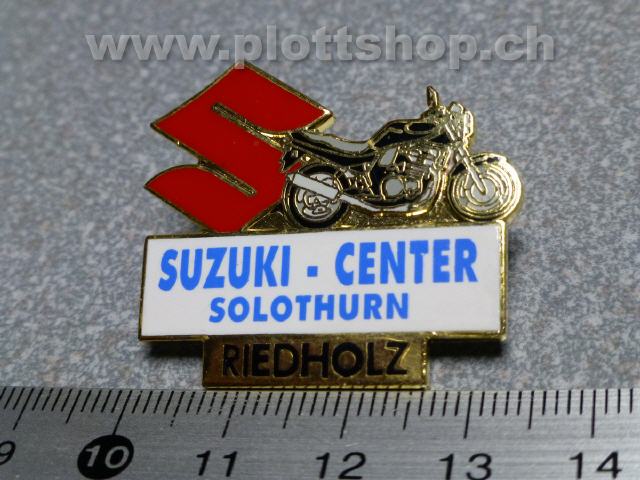 www.plottshop.ch
SUZUKI - CENTER
SOLOTHURN
RIEDHOLZ
9 10 11 12 13 14